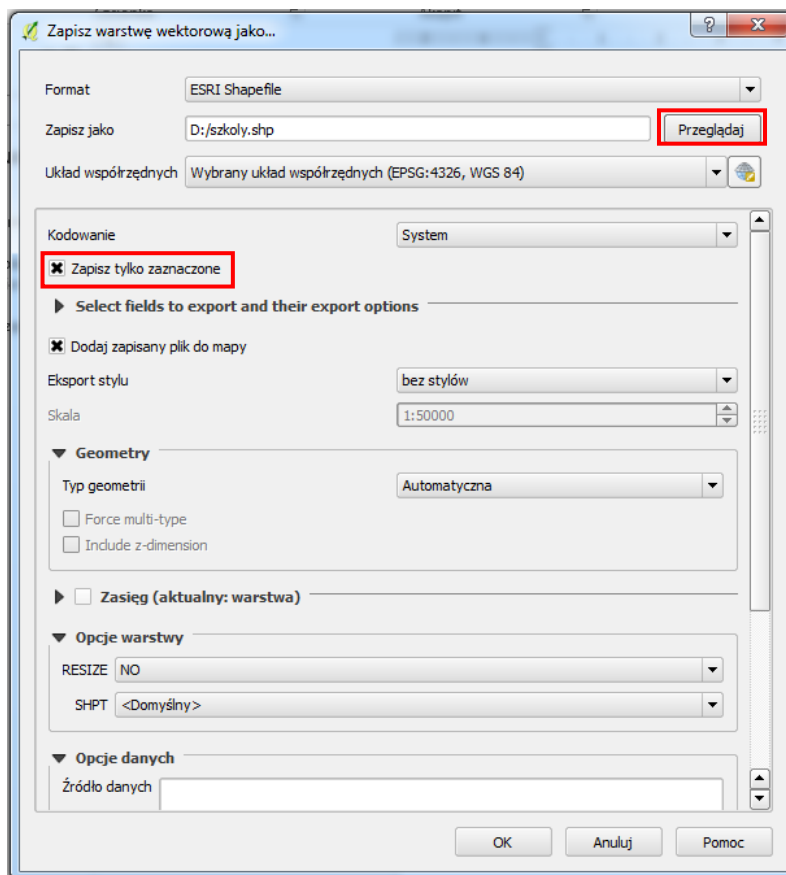 Zapisz warstwę wektorową jako...
Format ESRI Shapefile
Zapisz jako D:/szkoly.shp Przeglądaj
Układ współrzędnych Wybrany układ współrzędnych (EPSG:4326, WGS 84)
Kodowanie System
Zapisz tylko zaznaczone
Select fields to export and their export options
Dodaj zapisany plik do mapy
Eksport stylu bez stylów
Skala 1:50000
Geometry
Typ geometrii Automatyczna
Force multi-type
Include z-dimension
Zasięg (aktualny: warstwa)
Opcje warstwy
RESIZE NO
SHPT <Domyślny>
Opcje danych
Źródło danych
OK Anuluj Pomoc